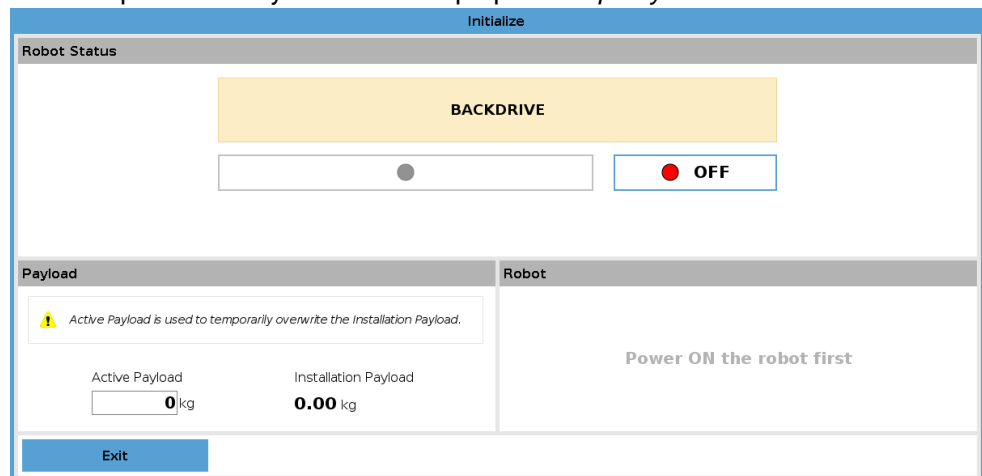 Initialize
Robot Status
BACKDRIVE
OFF
Payload
Robot
Active Payload is used to temporarily overwrite the Installation Payload.
Power ON the robot first
Active Payload
Installation Payload
0 kg
0.00 kg
Exit